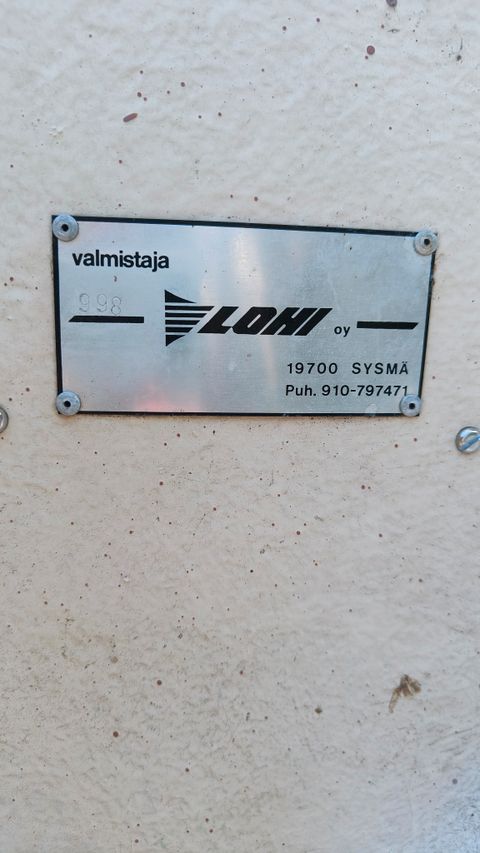 valmistaja
998
LOHI oy
19700 SYSMÄ
Puh. 910-797471